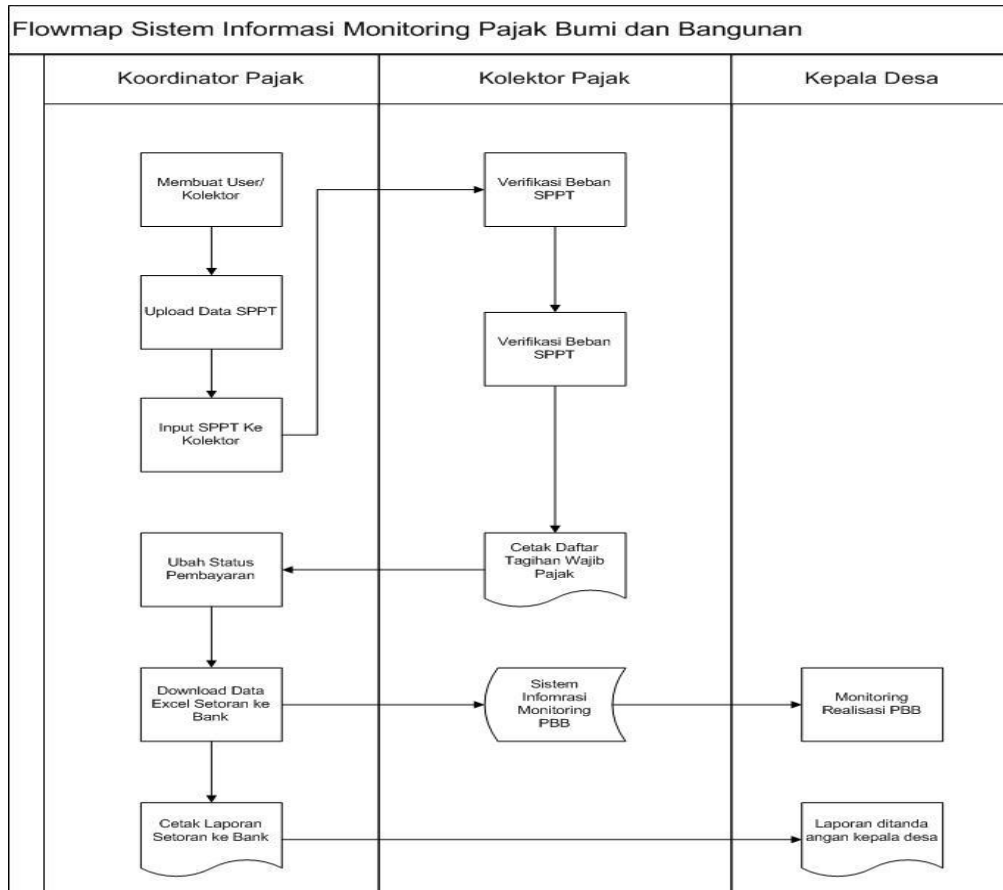 Flowmap Sistem Informasi Monitoring Pajak Bumi dan Bangunan
Koordinator Pajak
Kolektor Pajak
Kepala Desa
Membuat User/
Kolektor
Verifikasi Beban
SPPT
Upload Data SPPT
Verifikasi Beban
SPPT
Input SPPT Ke
Kolektor
Ubah Status
Pembayaran
Cetak Daftar
Tagihan Wajib
Pajak
Download Data
Excel Setoran ke
Bank
Sistem
Infomrasi
Monitoring
PBB
Monitoring
Realisasi PBB
Cetak Laporan
Setoran ke Bank
Laporan ditanda
angan kepala desa